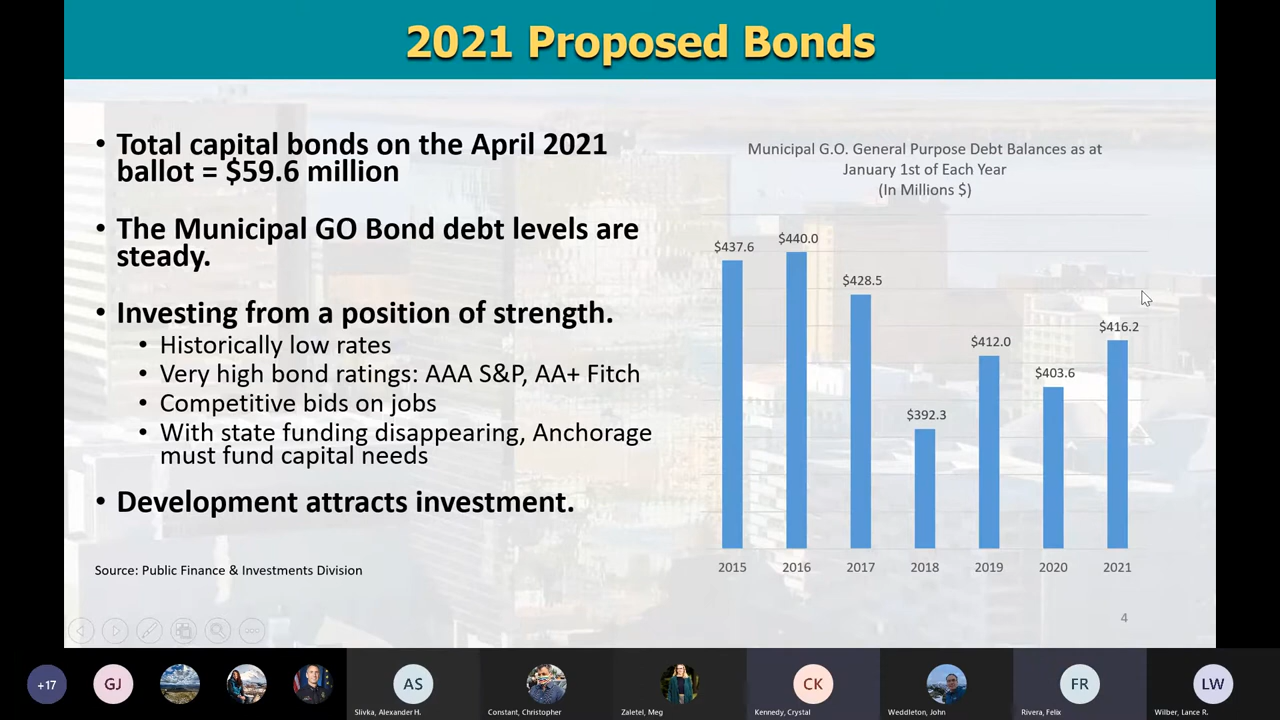 2021 Proposed Bonds
• Total capital bonds on the April 2021
ballot = $59.6 million
• The Municipal GO Bond debt levels are
steady.
• Investing from a position of strength.
• Historically low rates
• Very high bond ratings: AAA S&P, AA+ Fitch
• Competitive bids on jobs
• With state funding disappearing, Anchorage
must fund capital needs
• Development attracts investment.
Source: Public Finance & Investments Division
Municipal G.O. General Purpose Debt Balances as at
January 1st of Each Year
(In Millions $)
$437.6
$440.0
$428.5
$392.3
$412.0
$403.6
$416.2
2015 2016 2017 2018 2019 2020 2021
4
+17
GJ
AS
Slivka, Alexander H.
Constant, Christopher
Zaletel, Meg
CK
Kennedy, Crystal
Weddleton, John
FR
Rivera, Felix
LW
Wilber, Lance R.